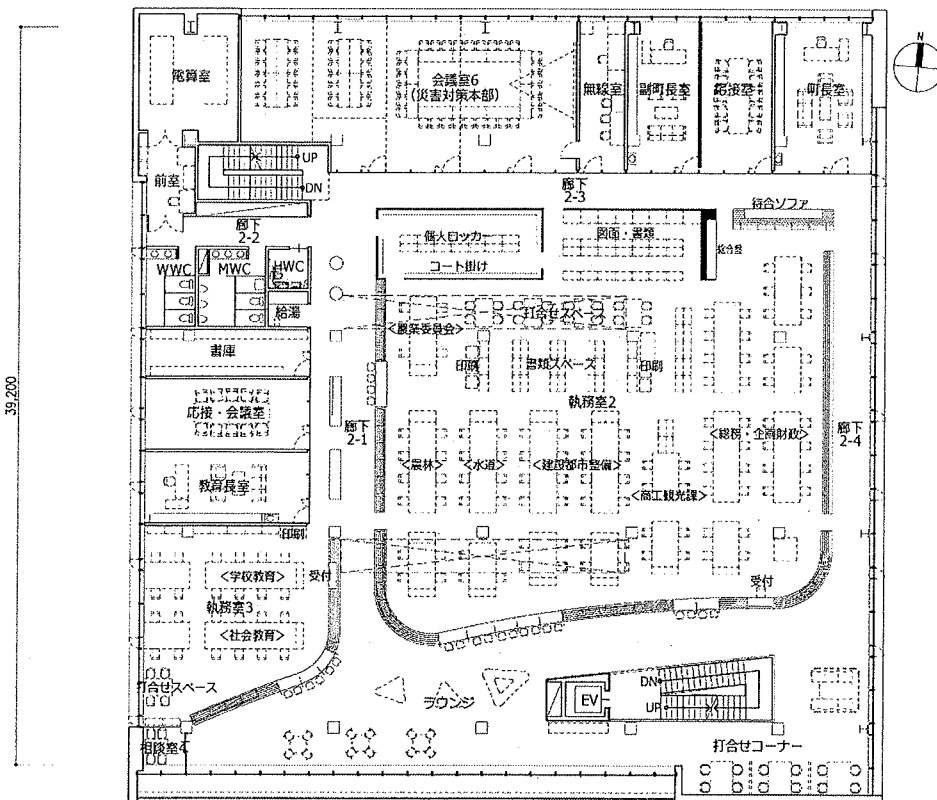 N
39,200
電算室
会議室6
(災害対策本部)
無線室
副町長室
応接室
町長室
UP
DN
前室
廊下
2-3
待合ソファ
廊下
2-2
個人ロッカー
図面・書類
コート掛け
WWC
MWC
HWC
給湯
打合せスペース
<農業委員会>
書庫
印刷
書類スペース
印刷
執務室2
応接・会議室
廊下
2-1
廊下
2-4
<総務・企画財政>
<農林>
<水道>
<建設都市整備>
教育長室
<商工観光課>
印刷
<学校教育>
受付
受付
執務室3
<社会教育>
打合せスペース
ラウンジ
EV
DN
UP
相談室4
打合せコーナー